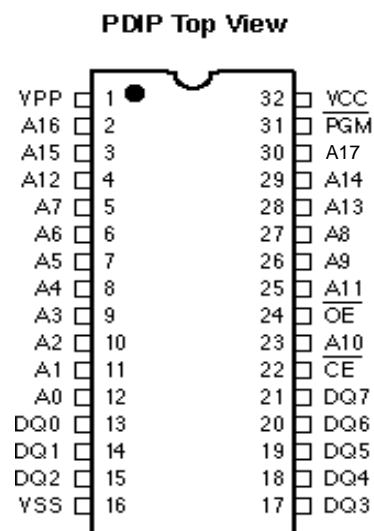 PDIP Top View
VPP 1 32 VCC
A16 2 31 PGM
A15 3 30 A17
A12 4 29 A14
A7 5 28 A13
A6 6 27 A8
A5 7 26 A9
A4 8 25 A11
A3 9 24 OE
A2 10 23 A10
A1 11 22 CE
A0 12 21 DQ7
DQ0 13 20 DQ6
DQ1 14 19 DQ5
DQ2 15 18 DQ4
VSS 16 17 DQ3